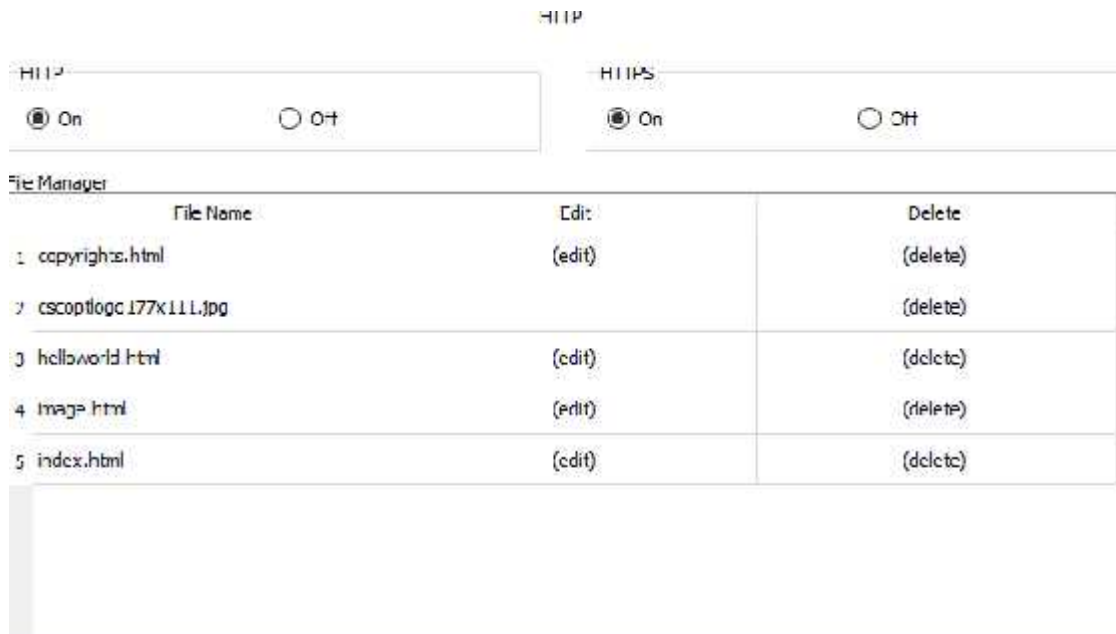 HTTP
HTTP HTTPS
On Off On Off
File Manager
File Name Edit Delete
1 copyrights.html (edit) (delete)
2 cscoptlogo177x111.jpg (delete)
3 helloworld.html (edit) (delete)
4 image.html (edit) (delete)
5 index.html (edit) (delete)